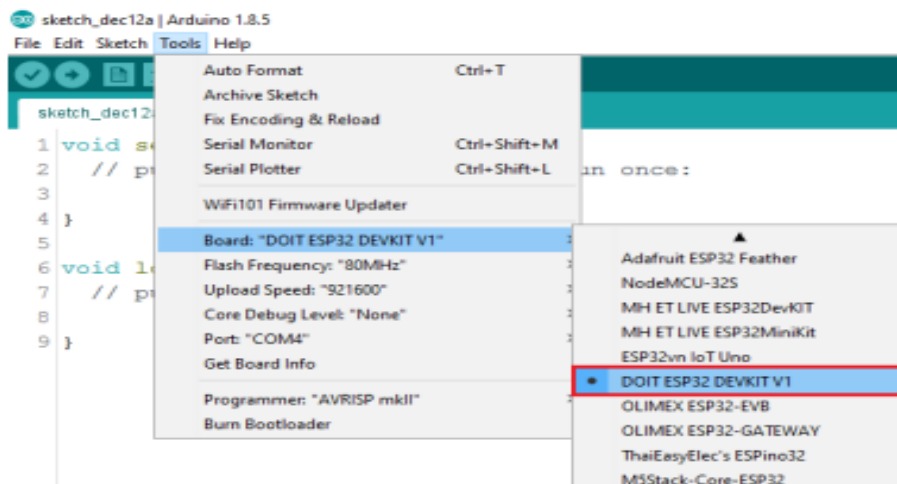 sketch_dec12a | Arduino 1.8.5
File Edit Sketch Tools Help
Auto Format Ctrl+T
Archive Sketch
Fix Encoding & Reload
Serial Monitor Ctrl+Shift+M
Serial Plotter Ctrl+Shift+L
WiFi101 Firmware Updater
Board: "DOIT ESP32 DEVKIT V1"
Flash Frequency: "80MHz"
Upload Speed: "921600"
Core Debug Level: "None"
Port: "COM4"
Get Board Info
Programmer: "AVRISP mkII"
Burn Bootloader
sketch_dec12
1 void s
2 // p un once:
3
4 }
5
6 void l
7 // p
8
9 }
Adafruit ESP32 Feather
NodeMCU-32S
MH ET LIVE ESP32DevKIT
MH ET LIVE ESP32MiniKit
ESP32vn IoT Uno
DOIT ESP32 DEVKIT V1
OLIMEX ESP32-EVB
OLIMEX ESP32-GATEWAY
ThaiEasyElec's ESPino32
M5Stack-Core-ESP32